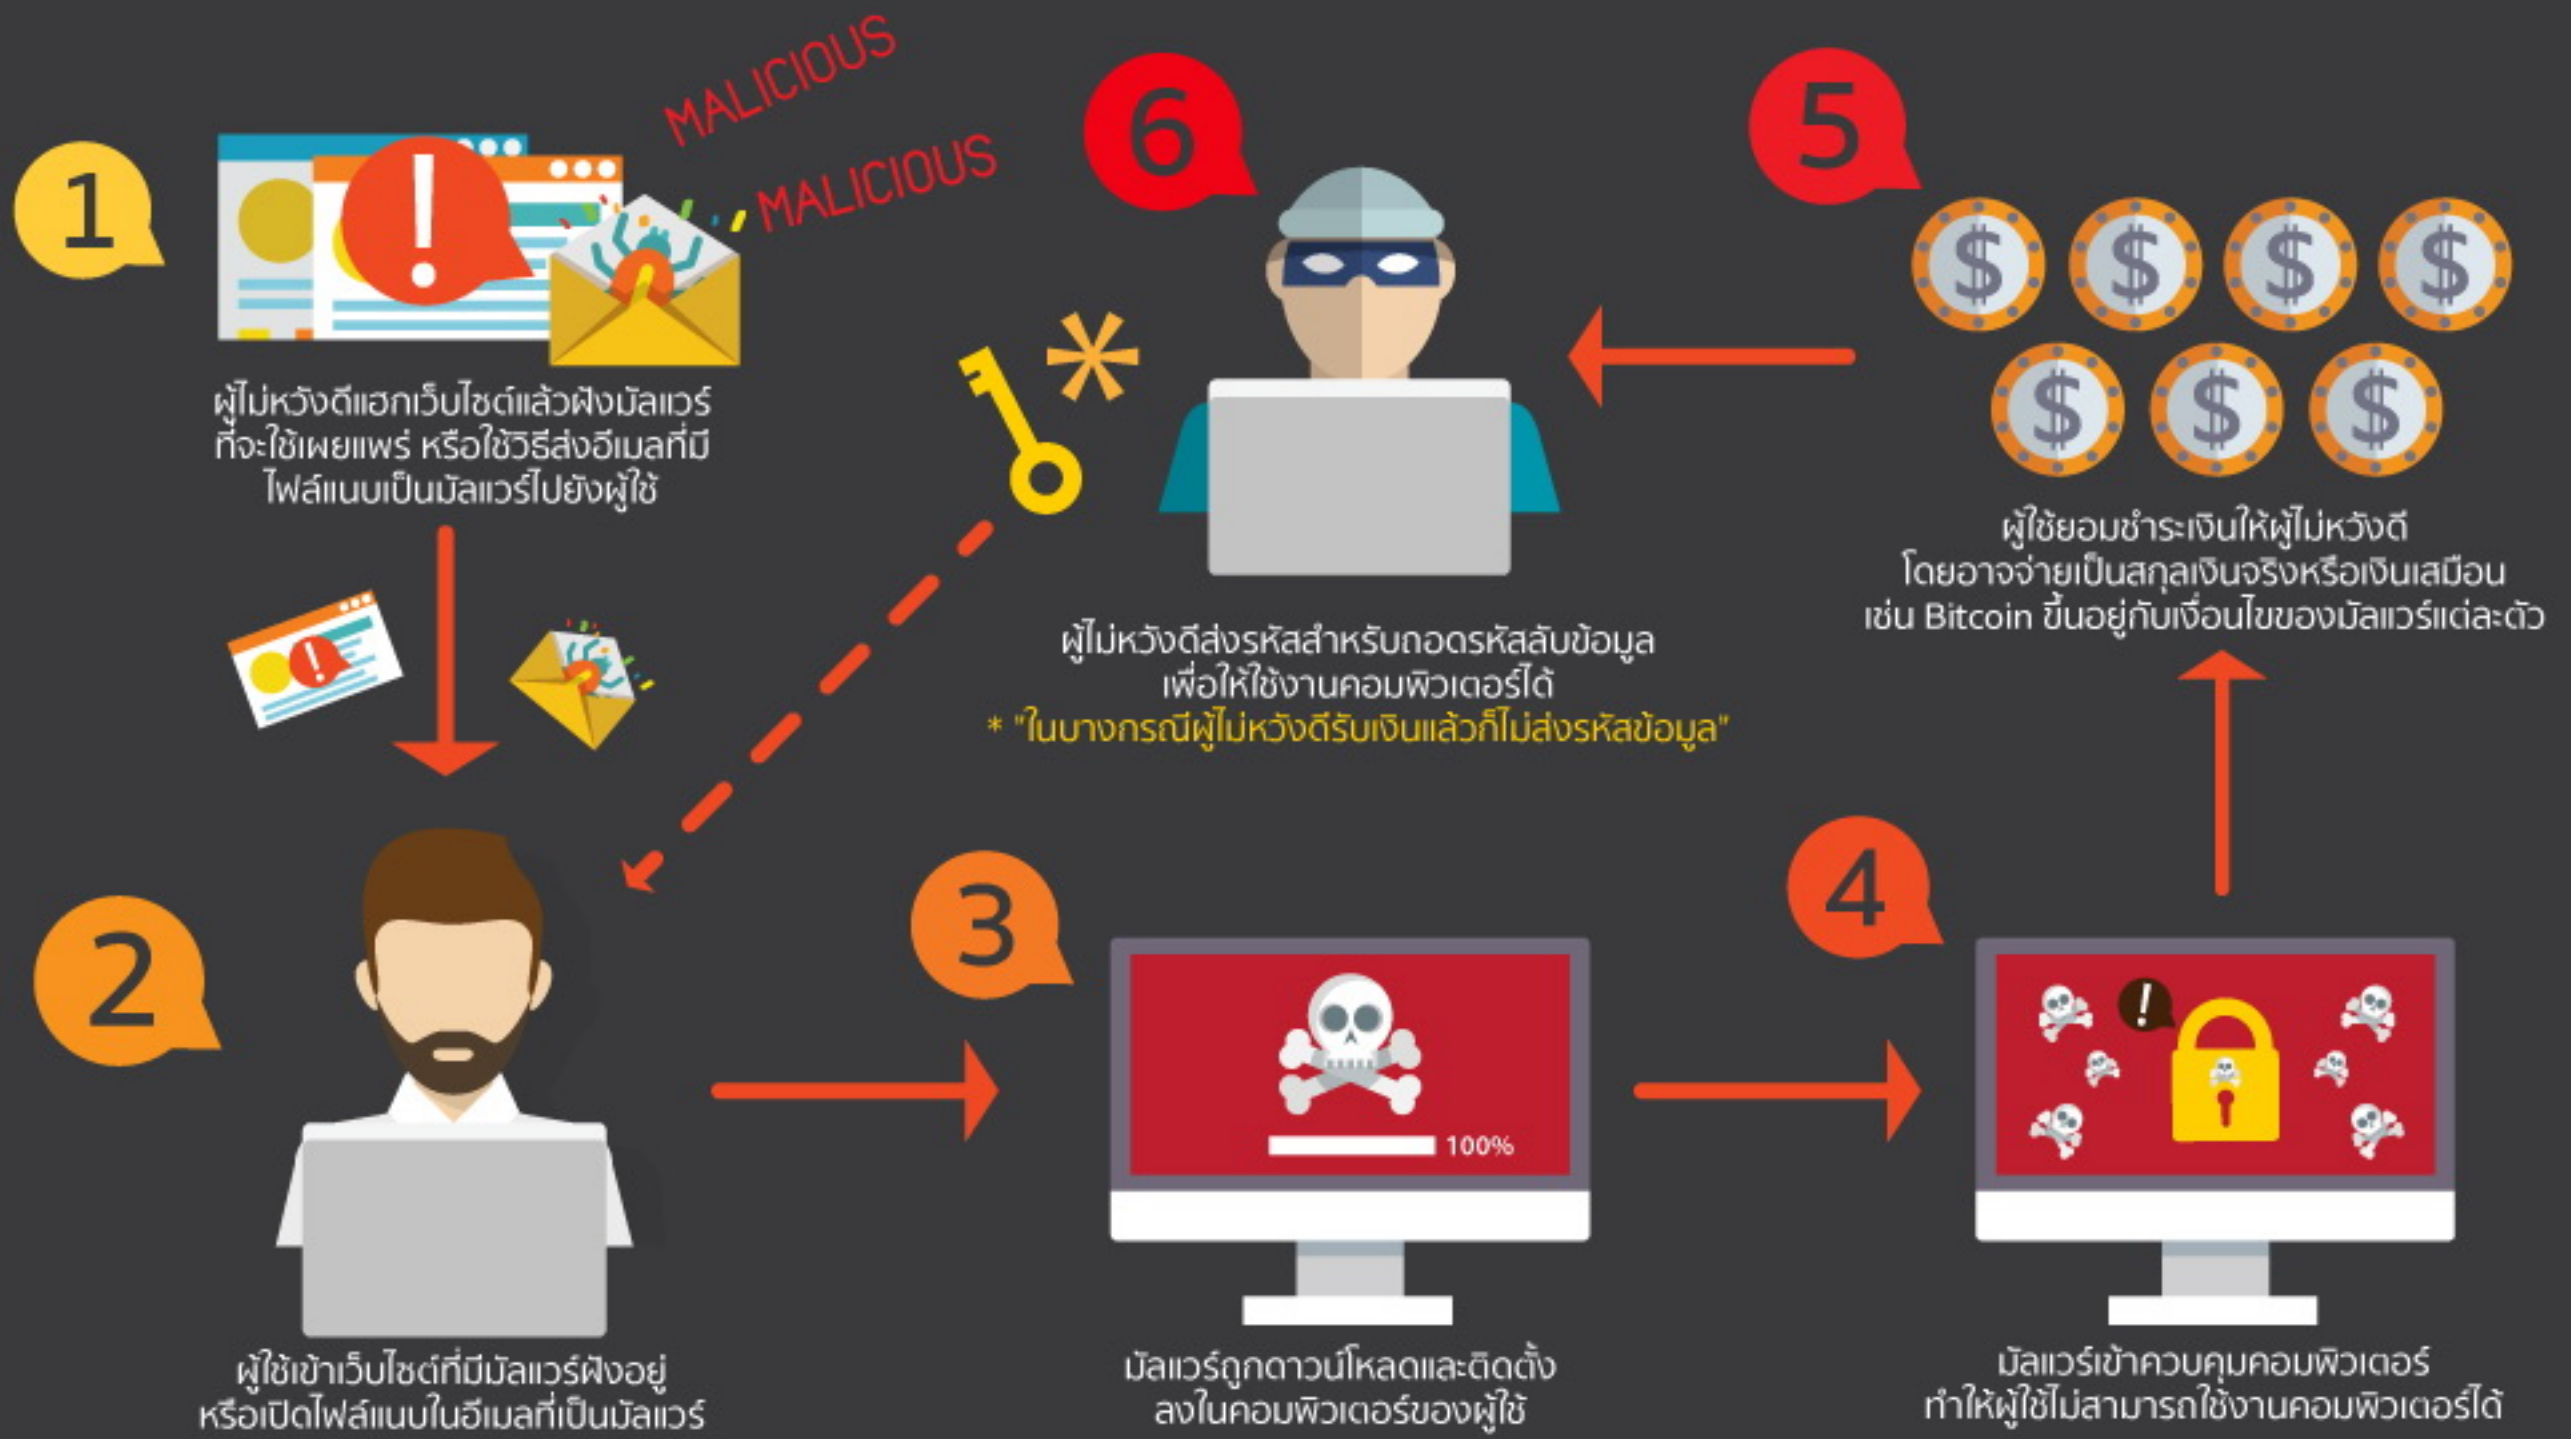 1
MALICIOUS
MALICIOUS
ผู้ไม่หวังดีแฮกเว็บไซต์แล้วฝังมัลแวร์
ที่จะใช้เผยแพร่ หรือใช้วิธีส่งอีเมลที่มี
ไฟล์แนบเป็นมัลแวร์ไปยังผู้ใช้
2
ผู้ใช้เข้าเว็บไซต์ที่มีมัลแวร์ฝังอยู่
หรือเปิดไฟล์แนบในอีเมลที่เป็นมัลแวร์
3
100%
มัลแวร์ถูกดาวน์โหลดและติดตั้ง
ลงในคอมพิวเตอร์ของผู้ใช้
4
มัลแวร์เข้าควบคุมคอมพิวเตอร์
ทำให้ผู้ใช้ไม่สามารถใช้งานคอมพิวเตอร์ได้
5
$ $ $ $
$ $ $
ผู้ใช้ยอมชำระเงินให้ผู้ไม่หวังดี
โดยอาจจ่ายเป็นสกุลเงินจริงหรือเงินเสมือน
เช่น Bitcoin ขึ้นอยู่กับเงื่อนไขของมัลแวร์แต่ละตัว
6
*
ผู้ไม่หวังดีส่งรหัสสำหรับถอดรหัสลับข้อมูล
เพื่อให้ใช้งานคอมพิวเตอร์ได้
* "ในบางกรณีผู้ไม่หวังดีรับเงินแล้วก็ไม่ส่งรหัสข้อมูล"